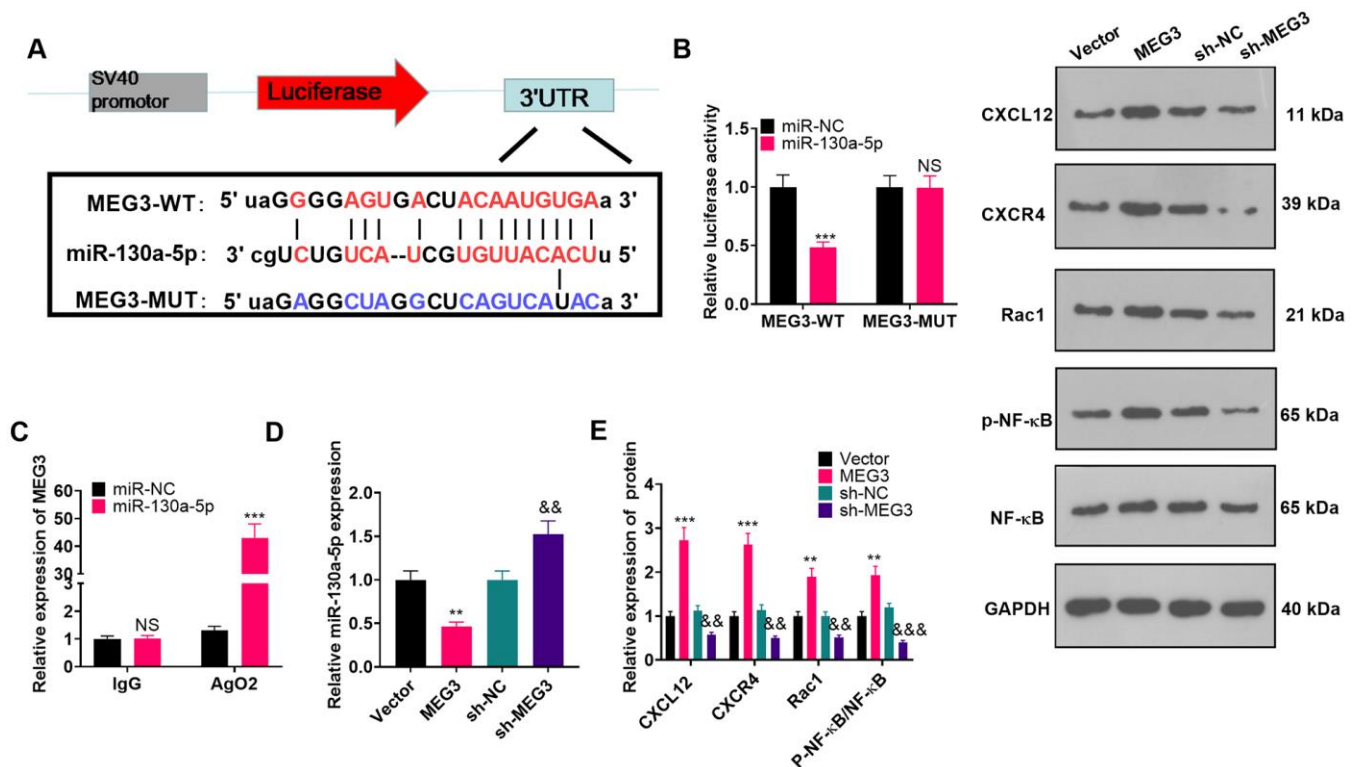 A
SV40
promotor
Luciferase
3'UTR
MEG3-WT: 5' uaGGGGAGUGACUACAAUGUGAa 3'
miR-130a-5p: 3' cgUCUGUCA--UCGUGUUACACUu 5'
MEG3-MUT: 5' uaGAGGCUAGGCUCAGUCAUACa 3'
B
Relative luciferase activity
miR-NC
miR-130a-5p
1.5
1.0
0.5
0.0
***
NS
MEG3-WT
MEG3-MUT
Vector
MEG3
sh-NC
sh-MEG3
CXCL12
11 kDa
CXCR4
39 kDa
Rac1
21 kDa
p-NF-κB
65 kDa
NF-κB
65 kDa
GAPDH
40 kDa
C
Relative expression of MEG3
miR-NC
miR-130a-5p
60
50
40
30
3
2
1
0
NS
***
IgG
AgO2
D
Relative miR-130a-5p expression
2.0
1.5
1.0
0.5
0.0
**
&&
Vector
MEG3
sh-NC
sh-MEG3
E
Relative expression of protein
Vector
MEG3
sh-NC
sh-MEG3
4
3
2
1
0
***
&&
***
&&
**
&&
**
&&&
CXCL12
CXCR4
Rac1
P-NF-κB/NF-κB